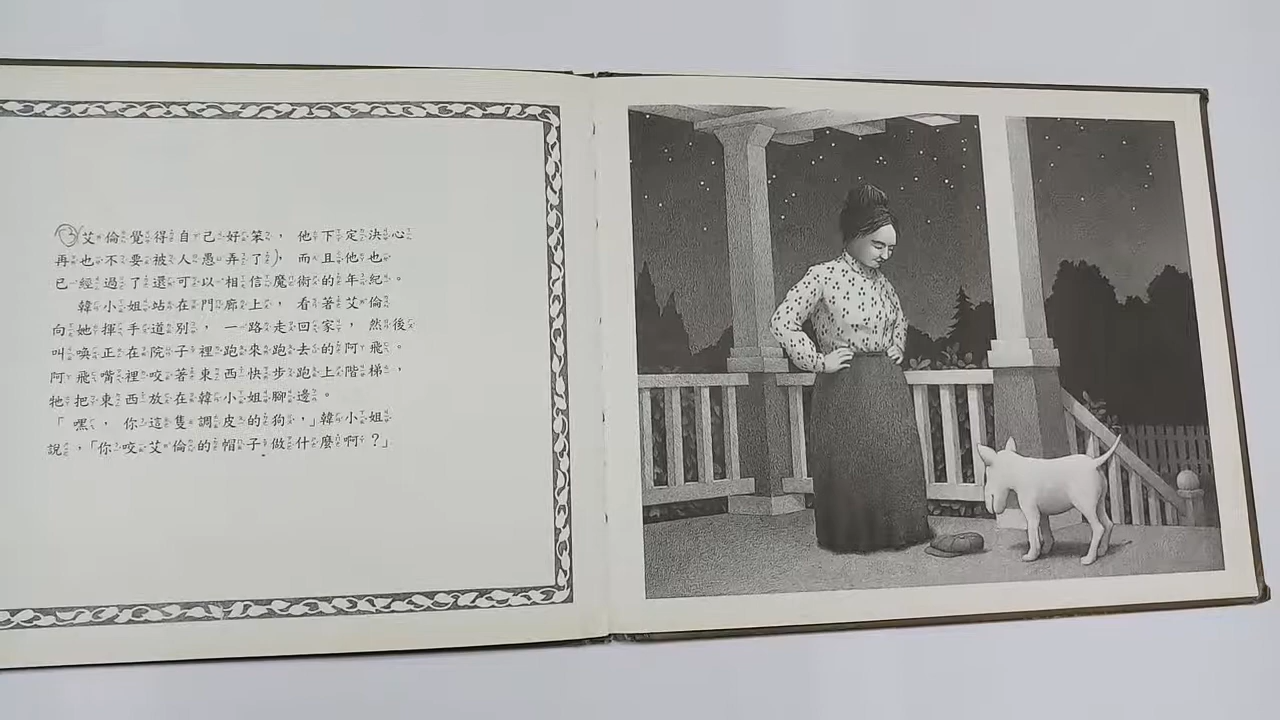 艾倫覺得自己好笨，他下定決心
再也不要被人愚弄了，而且他也
已經過了還可以相信魔術的年紀。
韓小姐站在門廊上，看著艾倫
向她揮手道別，一路走回家，然後
叫喚正在院子裡跑來跑去的阿飛。
阿飛嘴裡咬著東西快步跑上階梯，
牠把東西放在韓小姐腳邊。
「嘿，你這隻調皮的狗，」韓小姐
說，「你咬艾倫的帽子做什麼啊？」